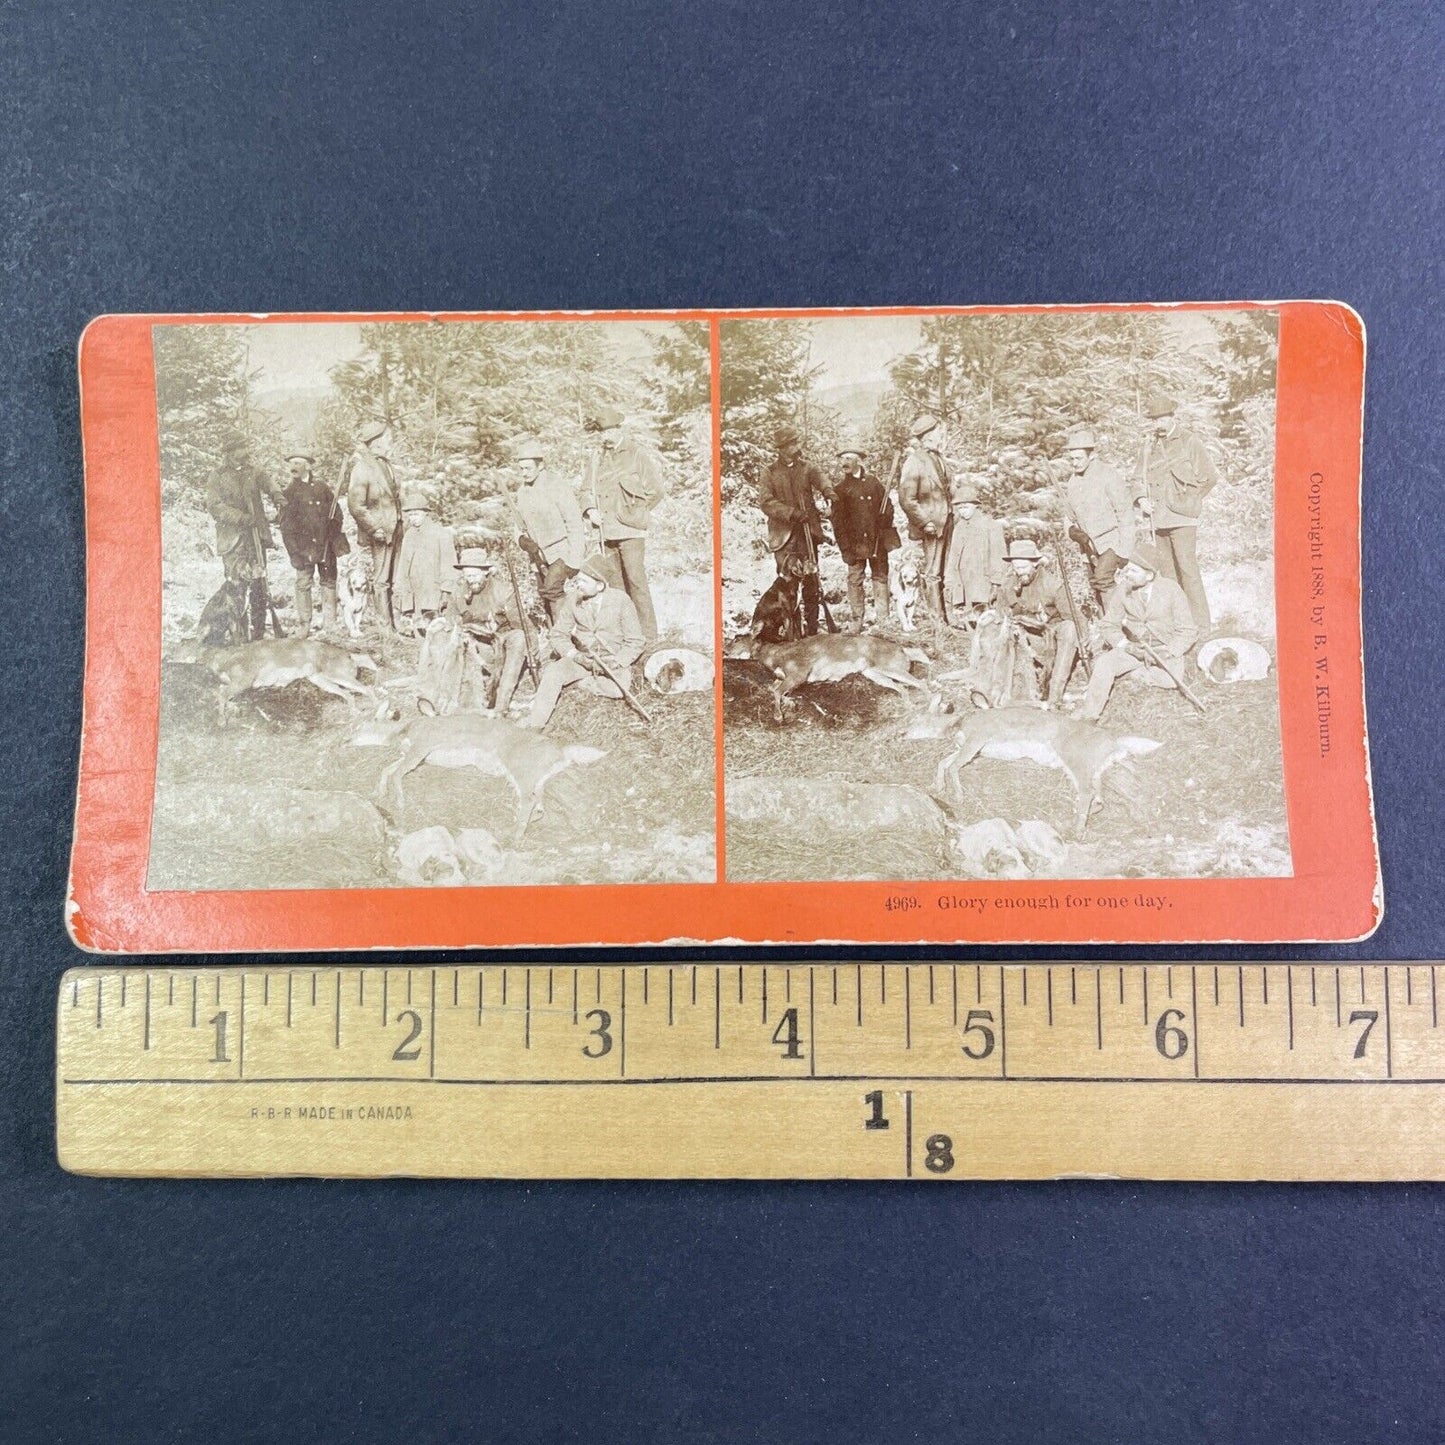 Copyright 1888, by B. W. Kilburn.
4969. Glory enough for one day.
1 2 3 4 5 6 7
R-B-R MADE IN CANADA
1
8